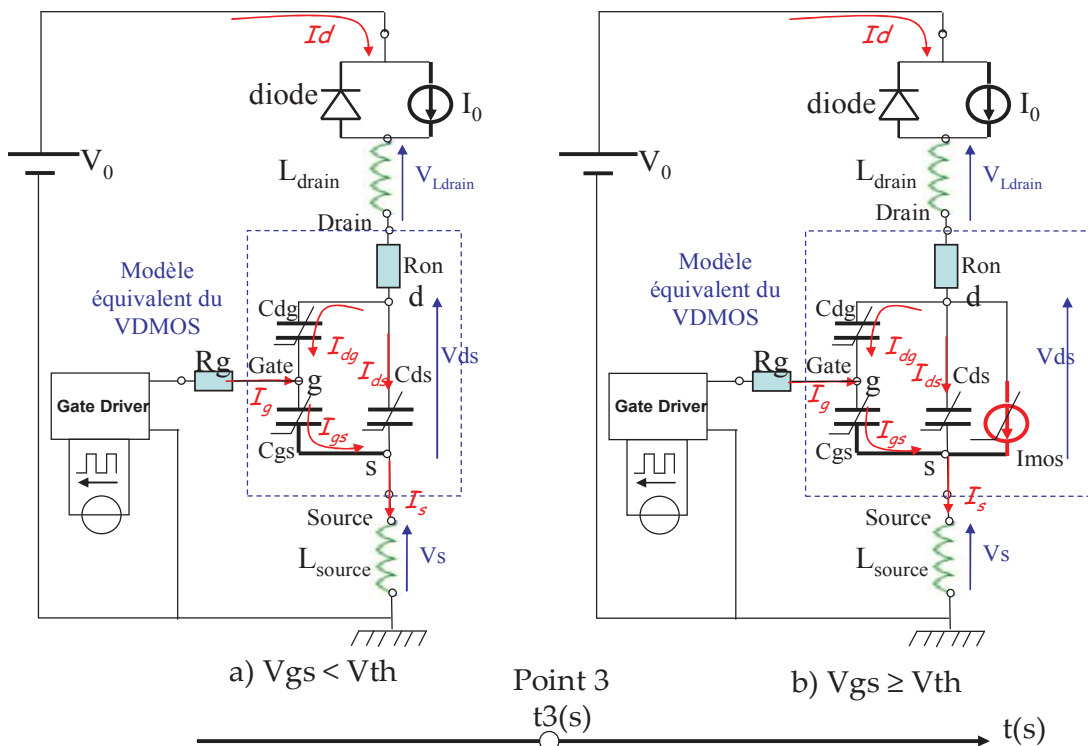 Id
diode
I0
V0
Ldrain
VLdrain
Drain
Modèle
équivalent du
VDMOS
Ron
d
Cdg
Idg
Vds
Rg
Gate
Ids
Cds
g
Ig
Gate Driver
Igs
Cgs
s
Is
Source
Lsource
Vs
a) Vgs < Vth
Id
diode
I0
V0
Ldrain
VLdrain
Drain
Modèle
équivalent du
VDMOS
Ron
d
Cdg
Idg
Vds
Rg
Gate
Ids
Cds
g
Ig
Gate Driver
Igs
Cgs
s
Imos
Is
Source
Lsource
Vs
b) Vgs ≥ Vth
Point 3
t3(s)
t(s)